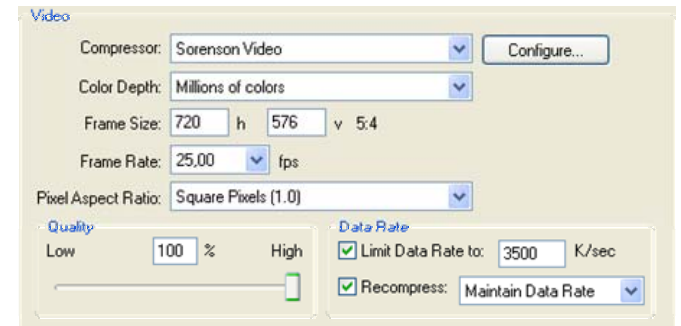 Video
Compressor: Sorenson Video Configure...
Color Depth: Millions of colors
Frame Size: 720 h 576 v 5:4
Frame Rate: 25,00 fps
Pixel Aspect Ratio: Square Pixels (1.0)
Quality
Low 100 % High
Data Rate
Limit Data Rate to: 3500 K/sec
Recompress: Maintain Data Rate